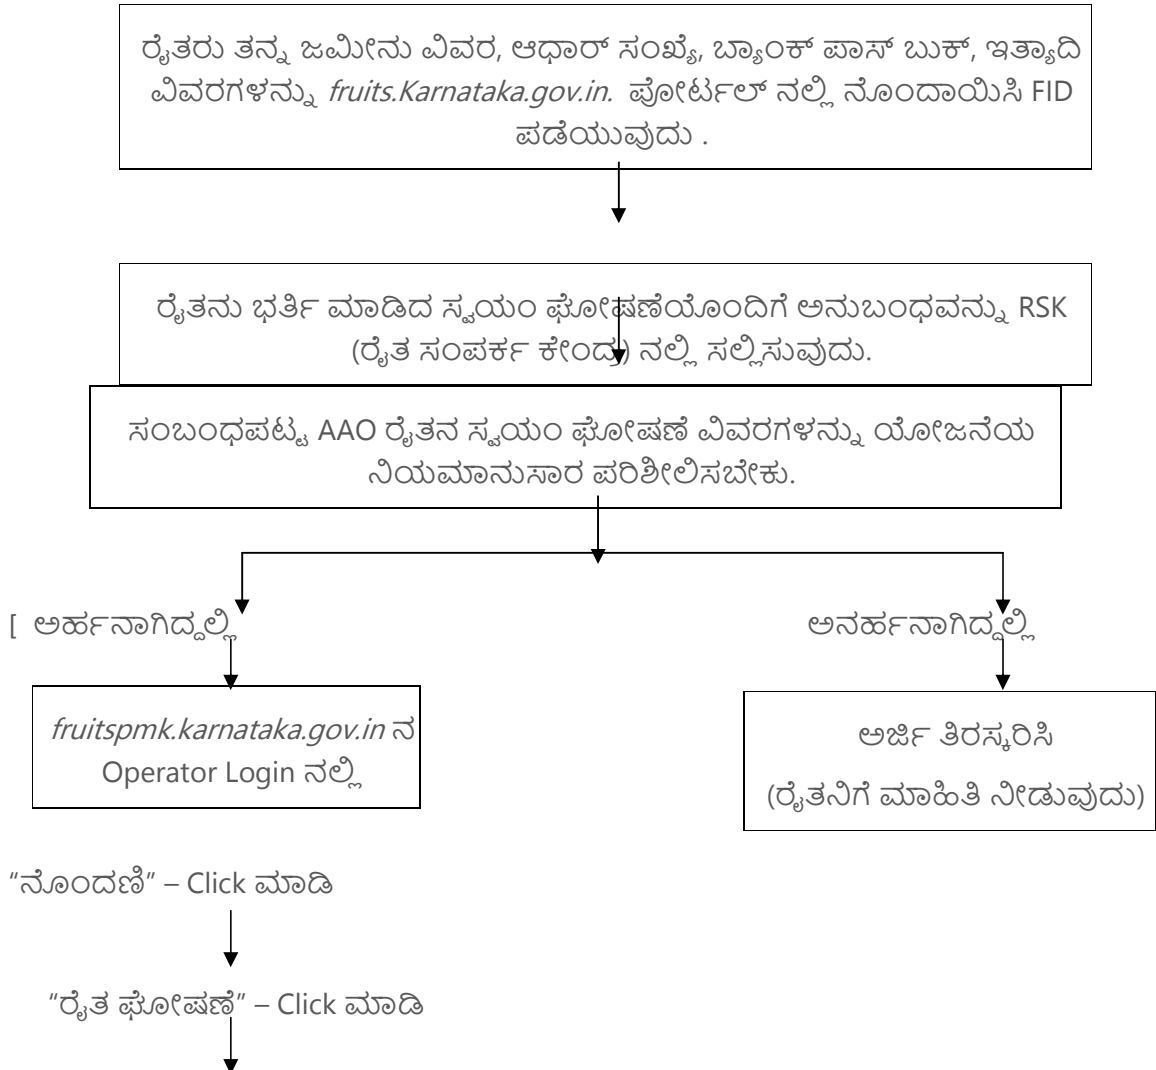 ರೈತರು ತನ್ನ ಜಮೀನು ವಿವರ, ಆಧಾರ್ ಸಂಖ್ಯೆ, ಬ್ಯಾಂಕ್ ಪಾಸ್ ಬುಕ್, ಇತ್ಯಾದಿ
ವಿವರಗಳನ್ನು fruits.Karnataka.gov.in. ಪೋರ್ಟಲ್ ನಲ್ಲಿ ನೊಂದಾಯಿಸಿ FID
ಪಡೆಯುವುದು .
ರೈತನು ಭರ್ತಿ ಮಾಡಿದ ಸ್ವಯಂ ಘೋಷಣೆಯೊಂದಿಗೆ ಅನುಬಂಧವನ್ನು RSK
(ರೈತ ಸಂಪರ್ಕ ಕೇಂದ್ರ) ನಲ್ಲಿ ಸಲ್ಲಿಸುವುದು.
ಸಂಬಂಧಪಟ್ಟ AAO ರೈತನ ಸ್ವಯಂ ಘೋಷಣೆ ವಿವರಗಳನ್ನು ಯೋಜನೆಯ
ನಿಯಮಾನುಸಾರ ಪರಿಶೀಲಿಸಬೇಕು.
[ ಅರ್ಹನಾಗಿದ್ದಲ್ಲಿ
ಅನರ್ಹನಾಗಿದ್ದಲ್ಲಿ
fruitspmk.karnataka.gov.in ನ
Operator Login ನಲ್ಲಿ
ಅರ್ಜಿ ತಿರಸ್ಕರಿಸಿ
(ರೈತನಿಗೆ ಮಾಹಿತಿ ನೀಡುವುದು)
“ನೊಂದಣಿ” – Click ಮಾಡಿ
“ರೈತ ಘೋಷಣೆ” – Click ಮಾಡಿ